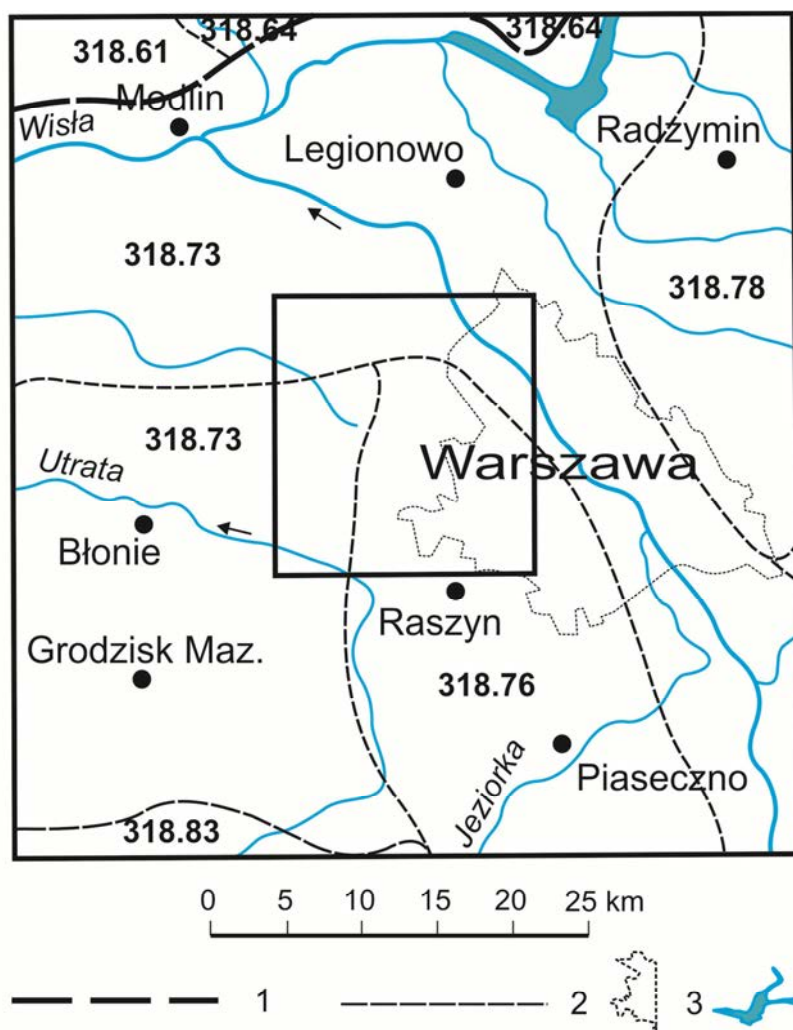 318.64
318.64
318.61
Modlin
Wisła
Radzymin
Legionowo
318.73
318.78
318.73
Warszawa
Utrata
Błonie
Raszyn
Grodzisk Maz.
318.76
Piaseczno
Jeziorka
318.83
0 5 10 15 20 25 km
1 2 3